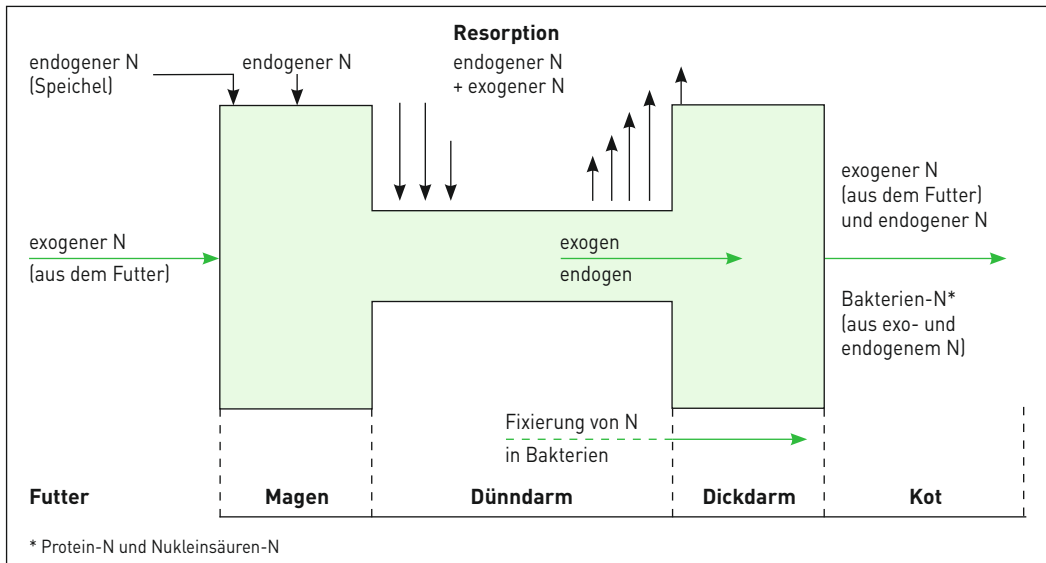 Resorption
endogener N
(Speichel)
endogener N
endogener N
+ exogener N
exogener N
(aus dem Futter)
exogen
endogen
exogener N
(aus dem Futter)
und endogener N
Bakterien-N*
(aus exo- und
endogenem N)
Fixierung von N
in Bakterien
Futter
Magen
Dünndarm
Dickdarm
Kot
* Protein-N und Nukleinsäuren-N